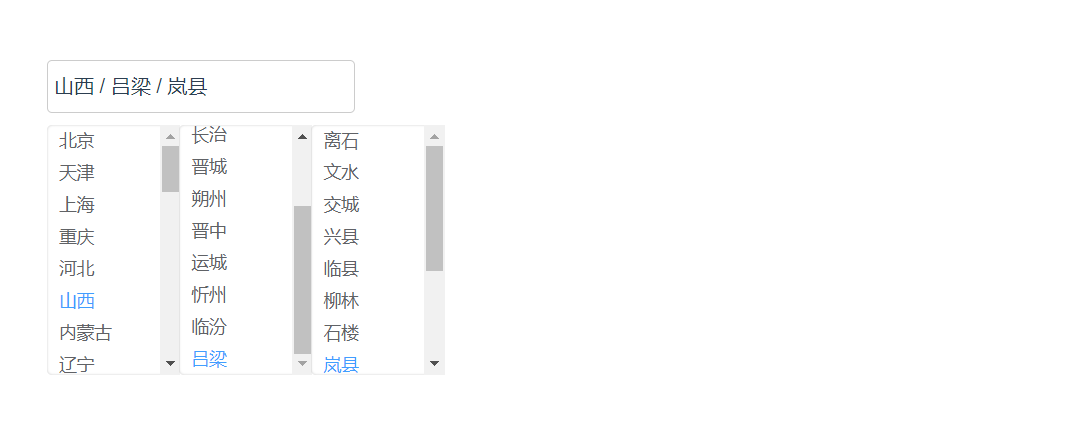 山西 / 吕梁 / 岚县
北京
天津
上海
重庆
河北
山西
内蒙古
辽宁
长治
晋城
朔州
晋中
运城
忻州
临汾
吕梁
离石
文水
交城
兴县
临县
柳林
石楼
岚县